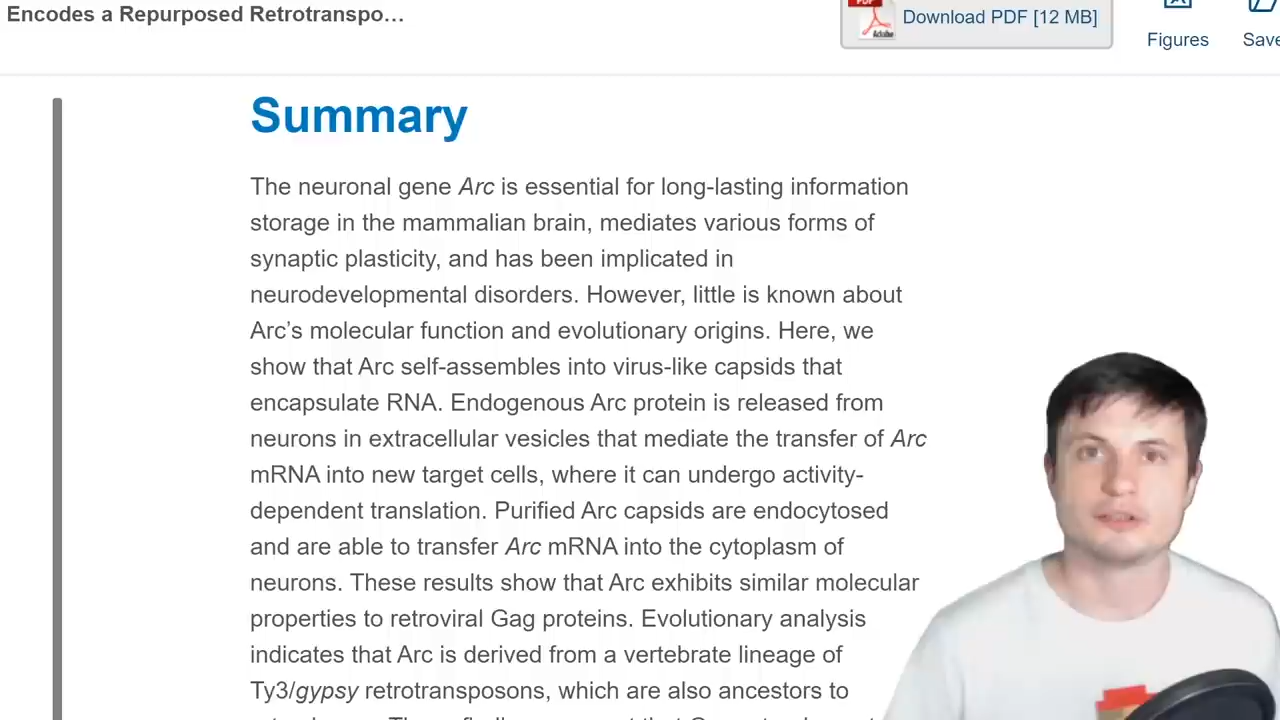 Encodes a Repurposed Retrotranspo…
PDF
Adobe
Download PDF [12 MB]
Figures
Save
Summary
The neuronal gene Arc is essential for long-lasting information
storage in the mammalian brain, mediates various forms of
synaptic plasticity, and has been implicated in
neurodevelopmental disorders. However, little is known about
Arc’s molecular function and evolutionary origins. Here, we
show that Arc self-assembles into virus-like capsids that
encapsulate RNA. Endogenous Arc protein is released from
neurons in extracellular vesicles that mediate the transfer of Arc
mRNA into new target cells, where it can undergo activity-
dependent translation. Purified Arc capsids are endocytosed
and are able to transfer Arc mRNA into the cytoplasm of
neurons. These results show that Arc exhibits similar molecular
properties to retroviral Gag proteins. Evolutionary analysis
indicates that Arc is derived from a vertebrate lineage of
Ty3/gypsy retrotransposons, which are also ancestors to